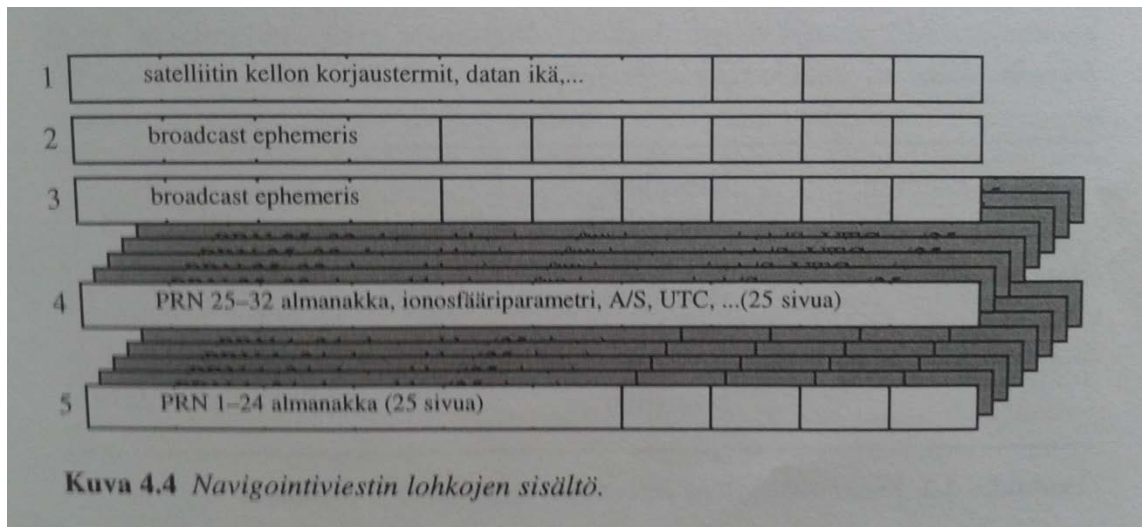 1 satelliitin kellon korjaustermit, datan ikä,...
2 broadcast ephemeris
3 broadcast ephemeris
4 PRN 25–32 almanakka, ionosfääriparametri, A/S, UTC, ...(25 sivua)
5 PRN 1–24 almanakka (25 sivua)
Kuva 4.4 Navigointiviestin lohkojen sisältö.